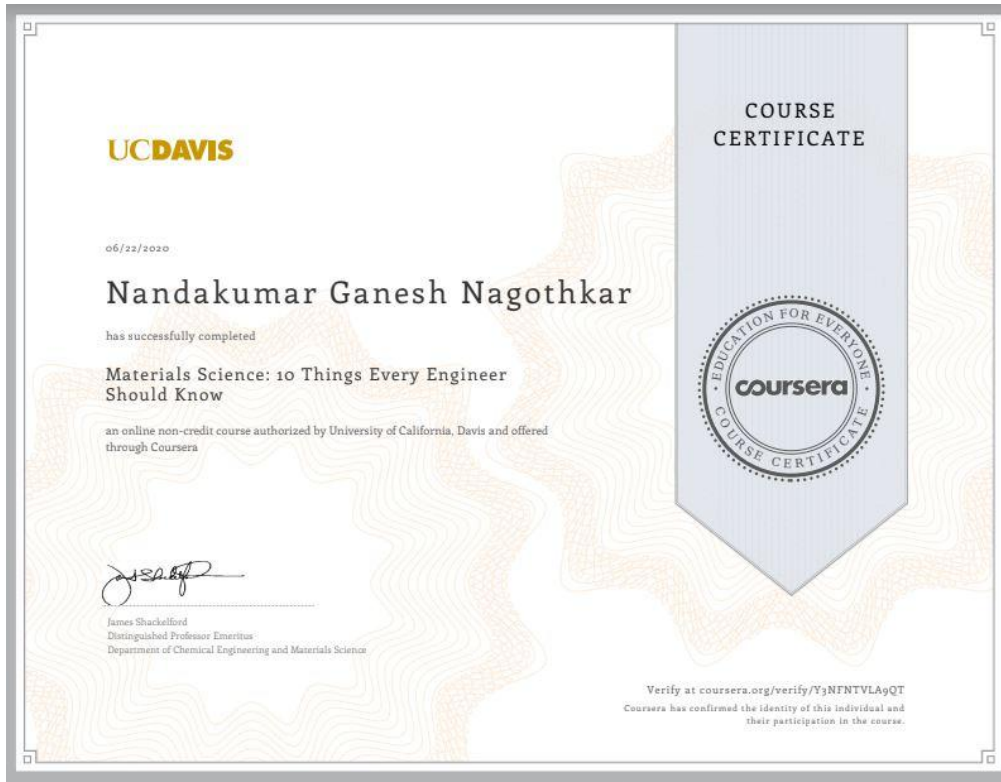 UCDAVIS
COURSE
CERTIFICATE
06/22/2020
Nandakumar Ganesh Nagothkar
has successfully completed
Materials Science: 10 Things Every Engineer
Should Know
an online non-credit course authorized by University of California, Davis and offered
through Coursera
EDUCATION FOR EVERYONE
coursera
COURSE CERTIFICATE
James Shackelford
Distinguished Professor Emeritus
Department of Chemical Engineering and Materials Science
Verify at coursera.org/verify/Y3NFNTVLA9QT
Coursera has confirmed the identity of this individual and
their participation in the course.